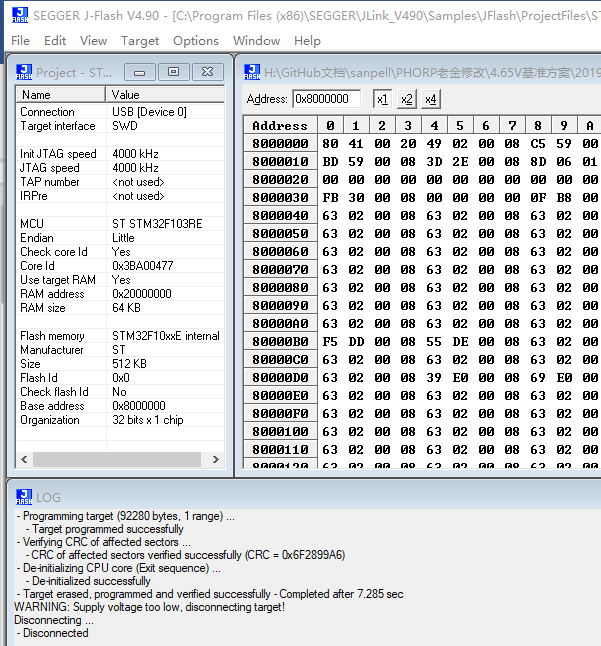 SEGGER J-Flash V4.90 - [C:\Program Files (x86)\SEGGER\JLink_V490\Samples\JFlash\ProjectFiles\ST
File Edit View Target Options Window Help
Project - ST...
Name Value
Connection USB [Device 0]
Target interface SWD
Init JTAG speed 4000 kHz
JTAG speed 4000 kHz
TAP number <not used>
IRPre <not used>
MCU ST STM32F103RE
Endian Little
Check core Id Yes
Core Id 0x3BA00477
Use target RAM Yes
RAM address 0x20000000
RAM size 64 KB
Flash memory STM32F10xxE internal
Manufacturer ST
Size 512 KB
Flash Id 0x0
Check flash Id No
Base address 0x8000000
Organization 32 bits x 1 chip
H:\GitHub文档\sanpell\PHORP老金修改\4.65V基准方案\2019
Address: 0x8000000 x1 x2 x4
Address 0 1 2 3 4 5 6 7 8 9 A
8000000 80 41 00 20 49 02 00 08 C5 59 00
8000010 BD 59 00 08 3D 2E 00 08 8D 06 01
8000020 00 00 00 00 00 00 00 00 00 00 00
8000030 FB 30 00 08 00 00 00 00 0F B8 00
8000040 63 02 00 08 63 02 00 08 63 02 00
8000050 63 02 00 08 63 02 00 08 63 02 00
8000060 63 02 00 08 63 02 00 08 63 02 00
8000070 63 02 00 08 63 02 00 08 63 02 00
8000080 63 02 00 08 63 02 00 08 63 02 00
8000090 63 02 00 08 63 02 00 08 63 02 00
80000A0 63 02 00 08 63 02 00 08 63 02 00
80000B0 F5 DD 00 08 55 DE 00 08 63 02 00
80000C0 63 02 00 08 63 02 00 08 63 02 00
80000D0 63 02 00 08 39 E0 00 08 69 E0 00
80000E0 63 02 00 08 63 02 00 08 63 02 00
80000F0 63 02 00 08 63 02 00 08 63 02 00
8000100 63 02 00 08 63 02 00 08 63 02 00
8000110 63 02 00 08 63 02 00 08 63 02 00
8000120 63 02 00 08 63 02 00 08 63 02 00
LOG
- Programming target (92280 bytes, 1 range) ...
- Target programmed successfully
- Verifying CRC of affected sectors ...
- CRC of affected sectors verified successfully (CRC = 0x6F2899A6)
- De-initializing CPU core (Exit sequence) ...
- De-initialized successfully
- Target erased, programmed and verified successfully - Completed after 7.285 sec
WARNING: Supply voltage too low, disconnecting target!
Disconnecting ...
- Disconnected